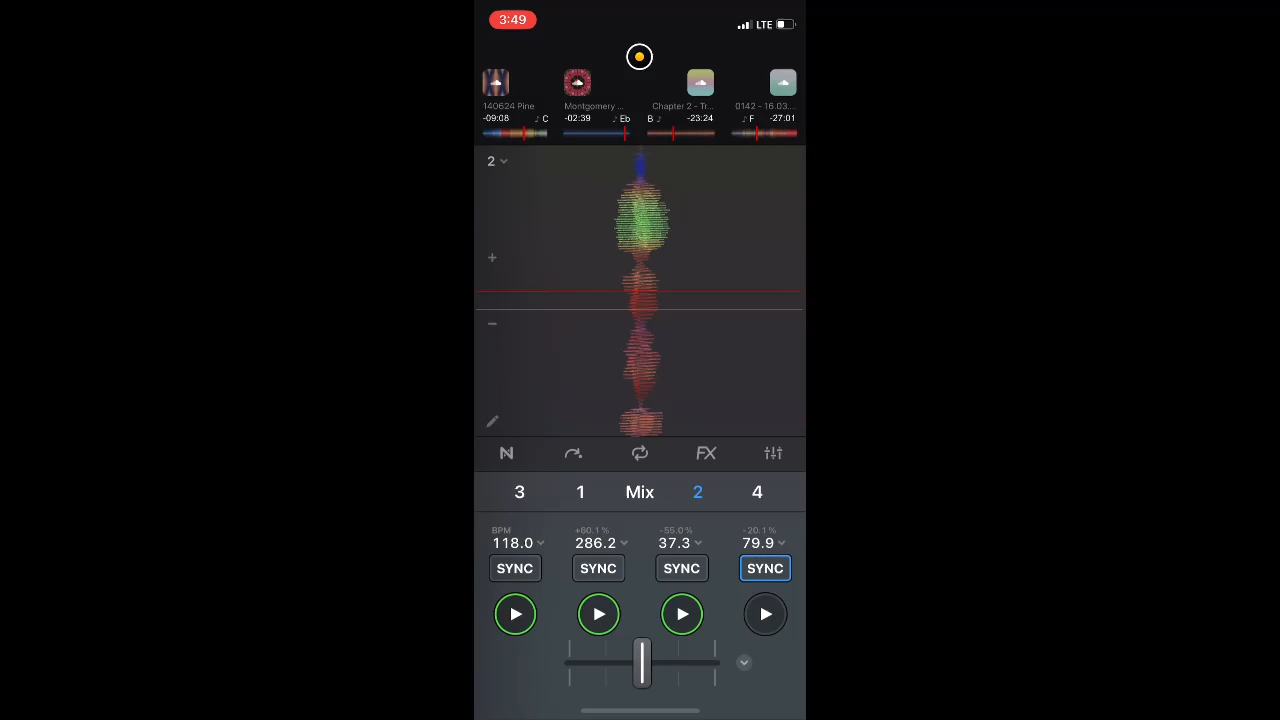 3:49 LTE
140624 Pine Montgomery ... Chapter 2 - Tr... 0142 - 16.03....
-09:08 ♪ C -02:39 ♪ Eb B ♪ -23:24 ♪ F -27:01
2
+
−
FX
3 1 Mix 2 4
BPM +60.1% -55.0% -20.1%
118.0 286.2 37.3 79.9
SYNC SYNC SYNC SYNC